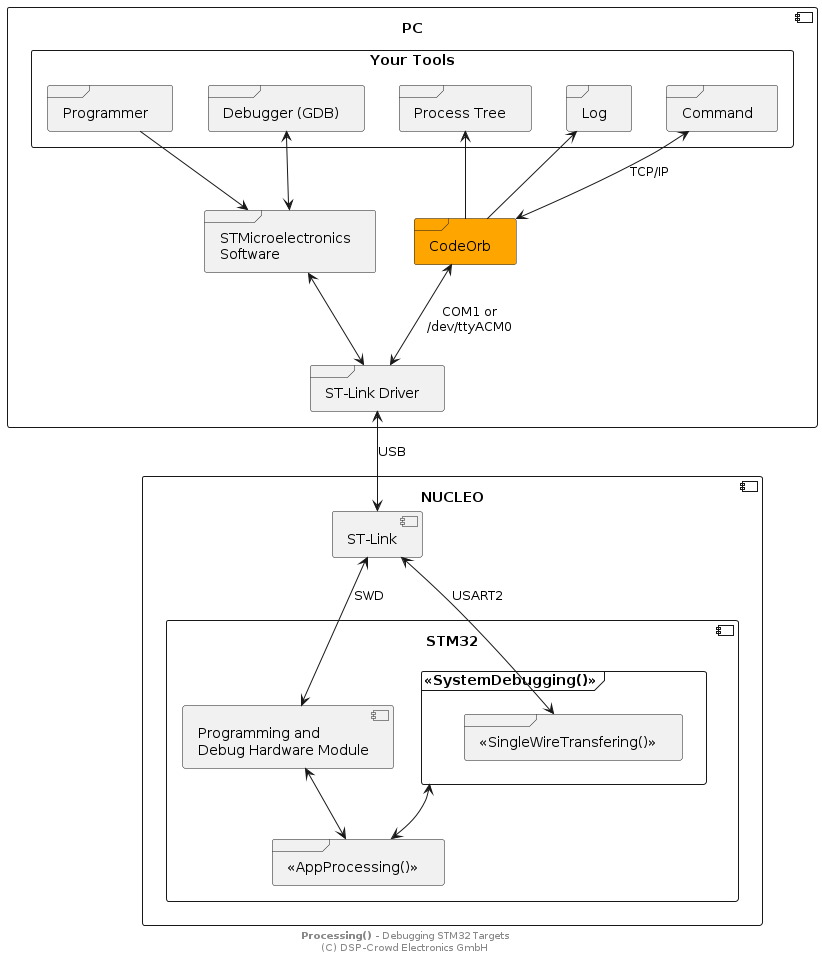 PC
Your Tools
Programmer
Debugger (GDB)
Process Tree
Log
Command
TCP/IP
STMicroelectronics
Software
CodeOrb
COM1 or
/dev/ttyACM0
ST-Link Driver
USB
NUCLEO
ST-Link
SWD
USART2
STM32
«SystemDebugging()»
Programming and
Debug Hardware Module
«SingleWireTransfering()»
«AppProcessing()»
Processing() - Debugging STM32 Targets
(C) DSP-Crowd Electronics GmbH